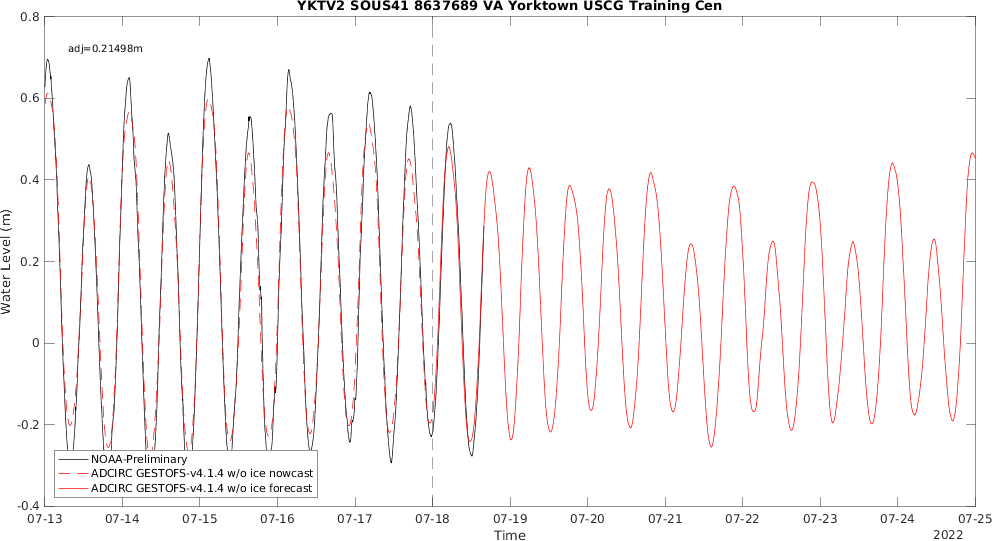 YKTV2 SOUS41 8637689 VA Yorktown USCG Training Cen
adj=0.21498m
0.8
0.6
0.4
0.2
0
-0.2
-0.4
Water Level (m)
NOAA-Preliminary
ADCIRC GESTOFS-v4.1.4 w/o ice nowcast
ADCIRC GESTOFS-v4.1.4 w/o ice forecast
07-13 07-14 07-15 07-16 07-17 07-18 07-19 07-20 07-21 07-22 07-23 07-24 07-25
Time
2022